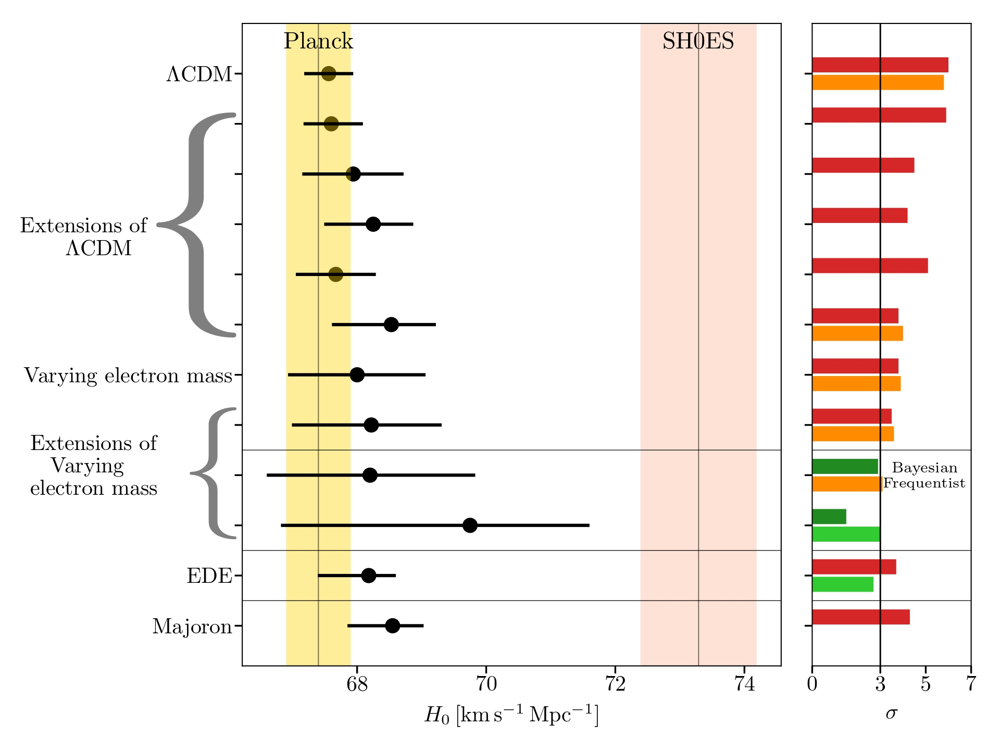 Planck
SH0ES
ΛCDM
Extensions of
ΛCDM
Varying electron mass
Extensions of
Varying
electron mass
Bayesian
Frequentist
EDE
Majoron
68 70 72 74
0 3 5 7
H₀ [km s⁻¹ Mpc⁻¹]
σ